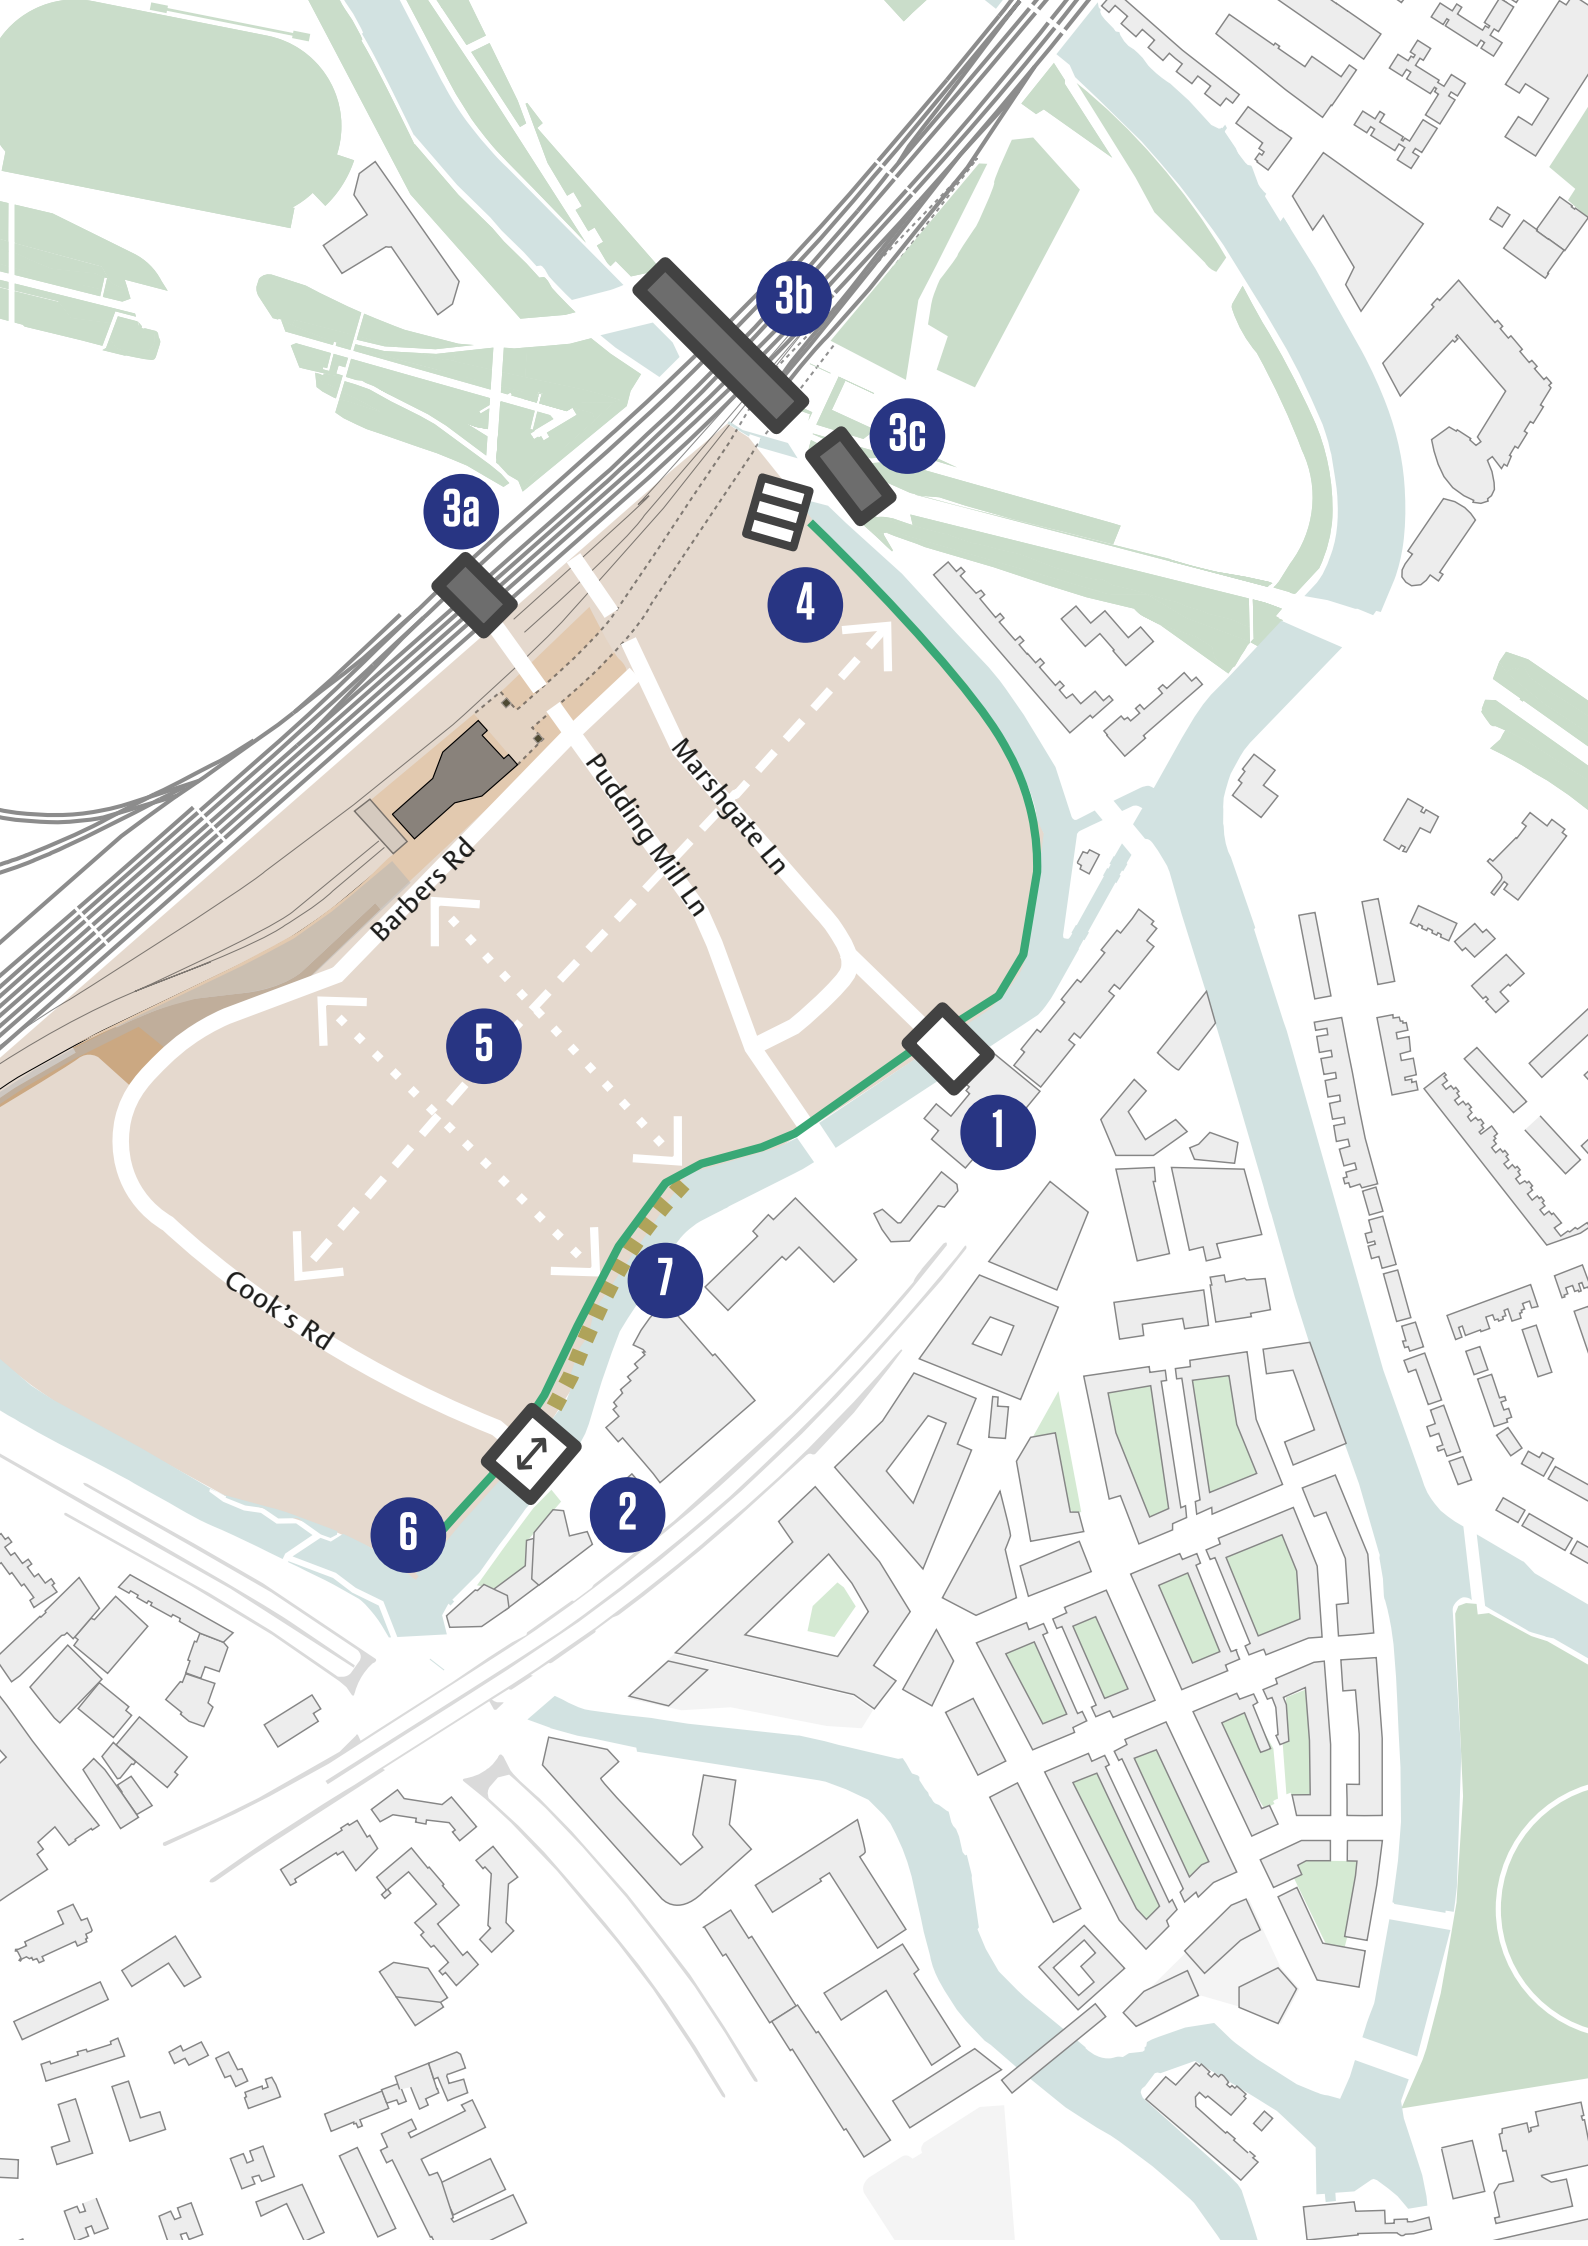 3b
3c
3a
4
Marshgate Ln
Pudding Mill Ln
Barbers Rd
5
1
7
Cook's Rd
2
6